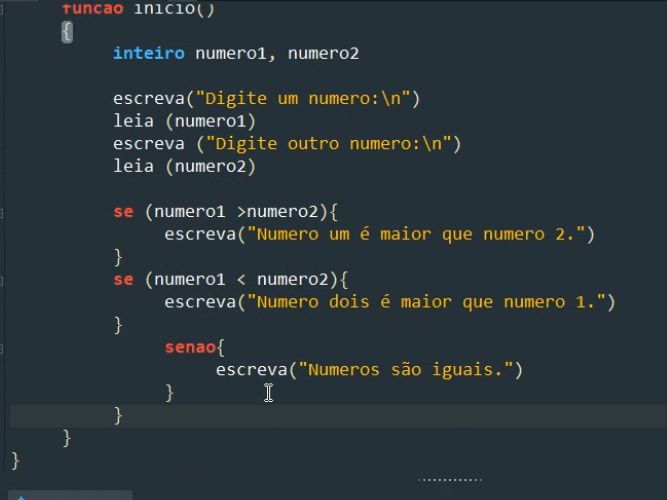 funcao inicio()
{
inteiro numero1, numero2
escreva("Digite um numero:\n")
leia (numero1)
escreva ("Digite outro numero:\n")
leia (numero2)
se (numero1 >numero2){
escreva("Numero um é maior que numero 2.")
}
se (numero1 < numero2){
escreva("Numero dois é maior que numero 1.")
}
senao{
escreva("Numeros são iguais.")
}
}
}
}